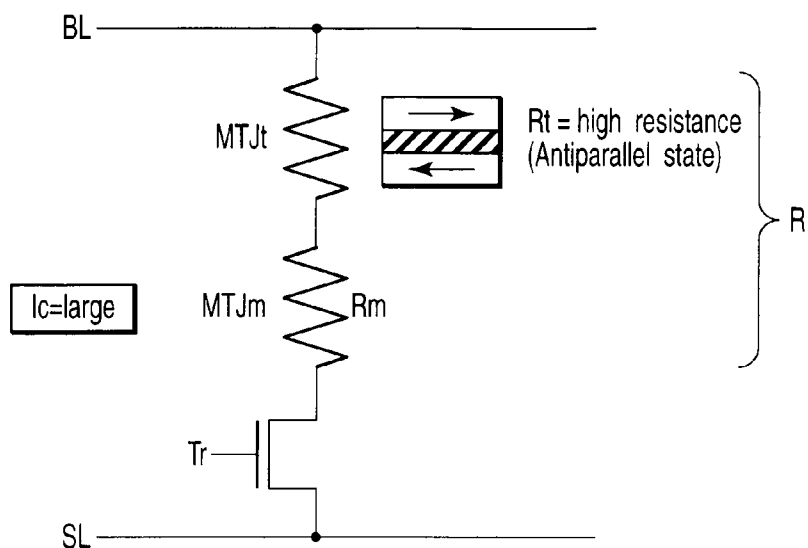 BL
MTJt
Rt = high resistance
(Antiparallel state)
R
Ic=large
MTJm
Rm
Tr
SL